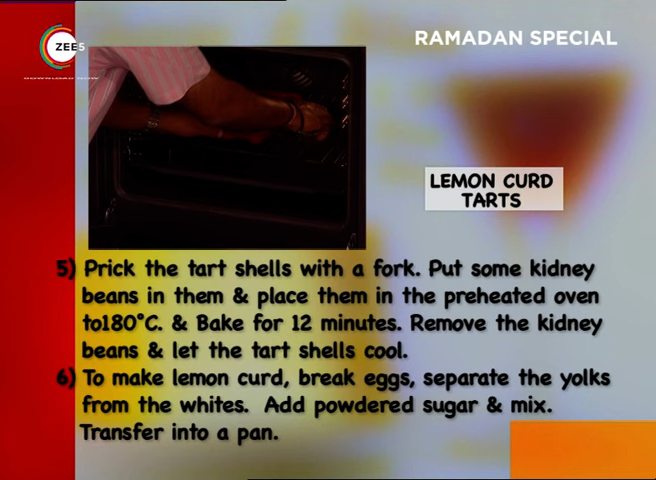 ZEE5
RAMADAN SPECIAL
LEMON CURD
TARTS
5) Prick the tart shells with a fork. Put some kidney
beans in them & place them in the preheated oven
to180°C. & Bake for 12 minutes. Remove the kidney
beans & let the tart shells cool.
6) To make lemon curd, break eggs, separate the yolks
from the whites. Add powdered sugar & mix.
Transfer into a pan.